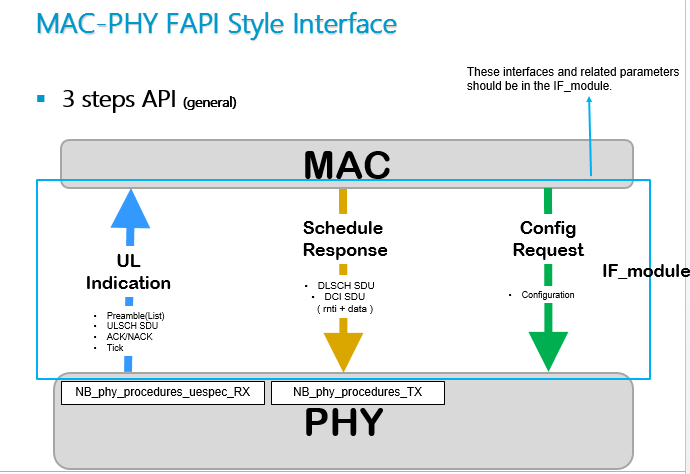 MAC-PHY FAPI Style Interface
These interfaces and related parameters
should be in the IF_module.
▪ 3 steps API (general)
MAC
UL
Indication
• Preamble(List)
• ULSCH SDU
• ACK/NACK
• Tick
Schedule
Response
• DLSCH SDU
• DCI SDU
( rnti + data )
Config
Request
• Configuration
IF_module
NB_phy_procedures_uespec_RX
NB_phy_procedures_TX
PHY